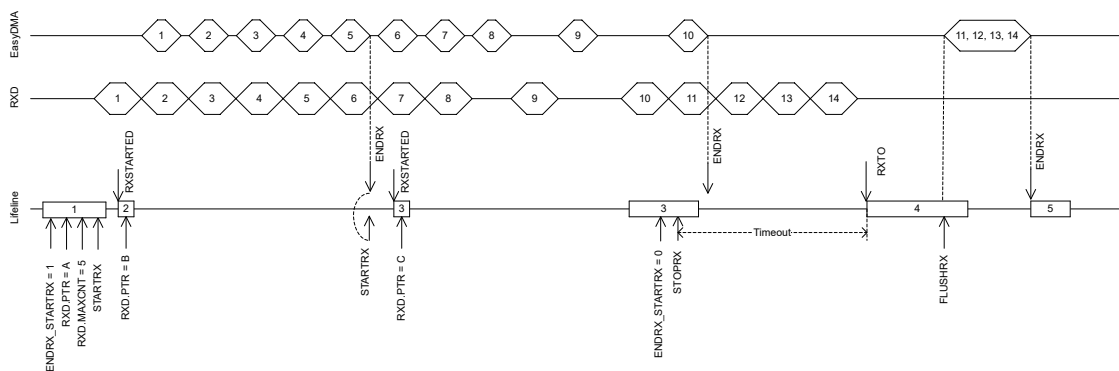 EasyDMA
1 2 3 4 5 6 7 8 9 10 11, 12, 13, 14
RXD
1 2 3 4 5 6 7 8 9 10 11 12 13 14
RXSTARTED
ENDRX
RXSTARTED
ENDRX
RXTO
ENDRX
Lifeline
1 2 3 3 4 5
Timeout
ENDRX_STARTRX = 1
RXD.PTR = A
RXD.MAXCNT = 5
STARTRX
RXD.PTR = B
STARTRX
RXD.PTR = C
ENDRX_STARTRX = 0
STOPRX
FLUSHRX